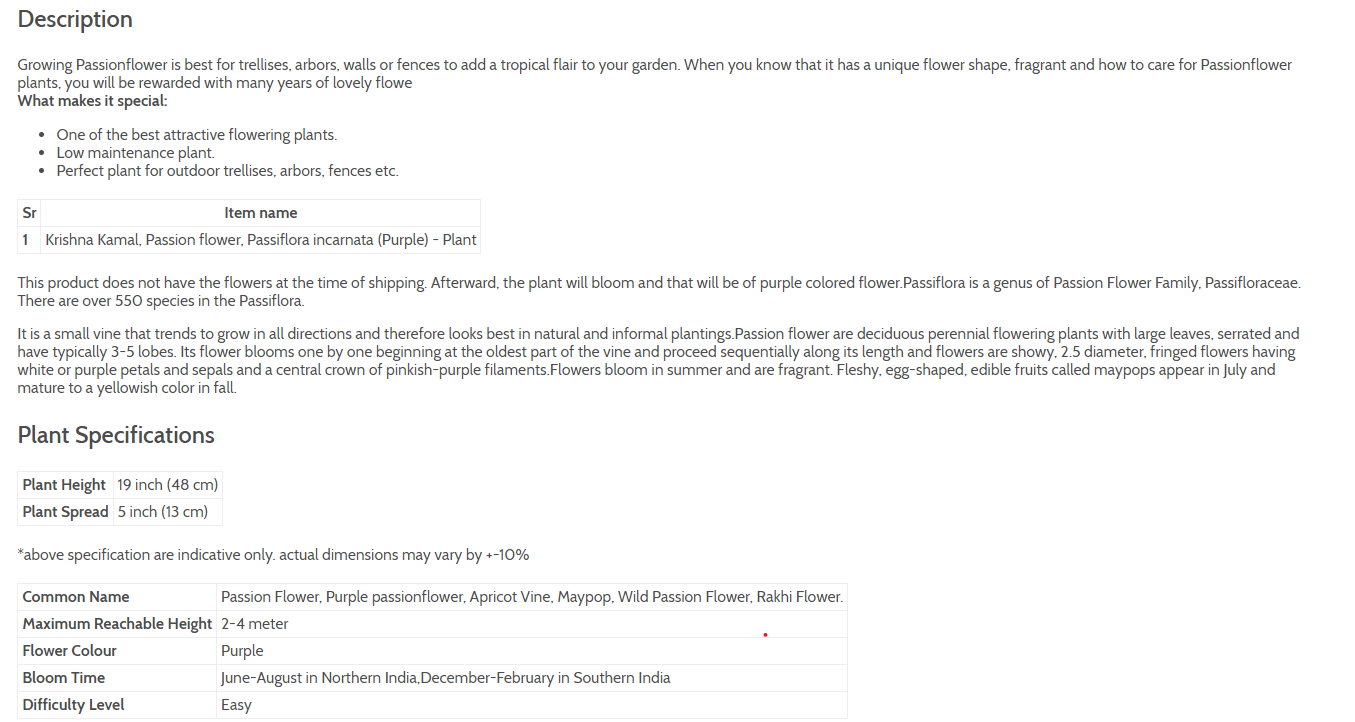 Description
Growing Passionflower is best for trellises, arbors, walls or fences to add a tropical flair to your garden. When you know that it has a unique flower shape, fragrant and how to care for Passionflower
plants, you will be rewarded with many years of lovely flowe
What makes it special:
One of the best attractive flowering plants.
Low maintenance plant.
Perfect plant for outdoor trellises, arbors, fences etc.
Sr Item name
1 Krishna Kamal, Passion flower, Passiflora incarnata (Purple) - Plant
This product does not have the flowers at the time of shipping. Afterward, the plant will bloom and that will be of purple colored flower.Passiflora is a genus of Passion Flower Family, Passifloraceae.
There are over 550 species in the Passiflora.
It is a small vine that trends to grow in all directions and therefore looks best in natural and informal plantings.Passion flower are deciduous perennial flowering plants with large leaves, serrated and
have typically 3-5 lobes. Its flower blooms one by one beginning at the oldest part of the vine and proceed sequentially along its length and flowers are showy, 2.5 diameter, fringed flowers having
white or purple petals and sepals and a central crown of pinkish-purple filaments.Flowers bloom in summer and are fragrant. Fleshy, egg-shaped, edible fruits called maypops appear in July and
mature to a yellowish color in fall.
Plant Specifications
Plant Height 19 inch (48 cm)
Plant Spread 5 inch (13 cm)
*above specification are indicative only. actual dimensions may vary by +-10%
Common Name Passion Flower, Purple passionflower, Apricot Vine, Maypop, Wild Passion Flower, Rakhi Flower.
Maximum Reachable Height 2-4 meter
Flower Colour Purple
Bloom Time June-August in Northern India,December-February in Southern India
Difficulty Level Easy